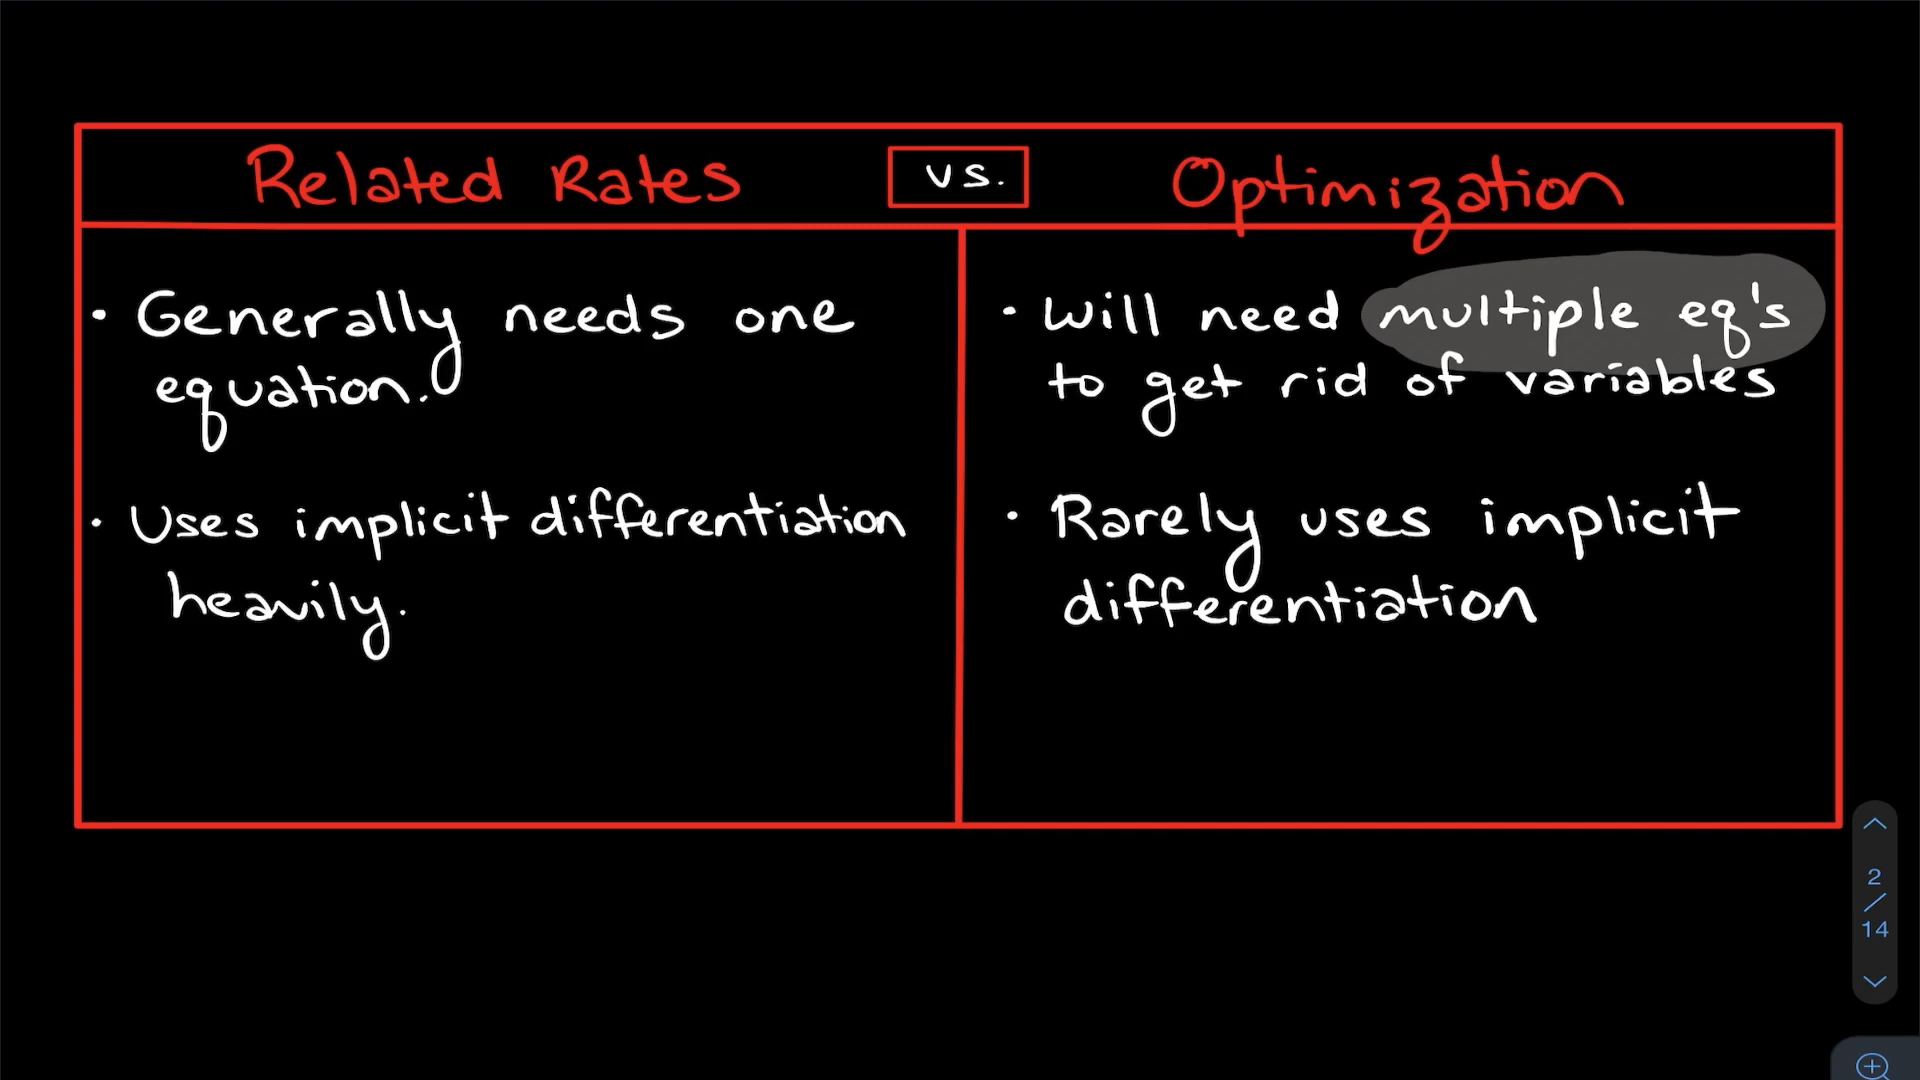 Related Rates vs. Optimization
• Generally needs one
equation.
• Uses implicit differentiation
heavily.
• Will need multiple eq's
to get rid of variables
• Rarely uses implicit
differentiation
2
/
14